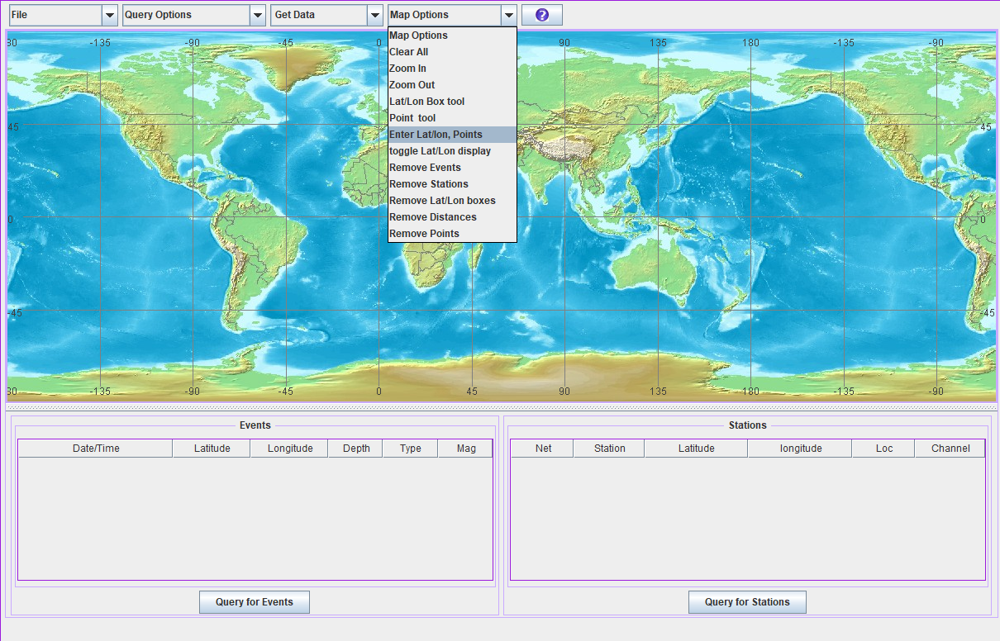 File
Query Options
Get Data
Map Options
?
Map Options
Clear All
Zoom In
Zoom Out
Lat/Lon Box tool
Point tool
Enter Lat/lon, Points
toggle Lat/Lon display
Remove Events
Remove Stations
Remove Lat/Lon boxes
Remove Distances
Remove Points
30 -135 -90 -45 0 90 135 180 -135 -90
45 45
0 0
-45 -45
30 -135 -90 -45 0 45 90 135 180 -135 -90
Events
Date/Time Latitude Longitude Depth Type Mag
Query for Events
Stations
Net Station Latitude longitude Loc Channel
Query for Stations